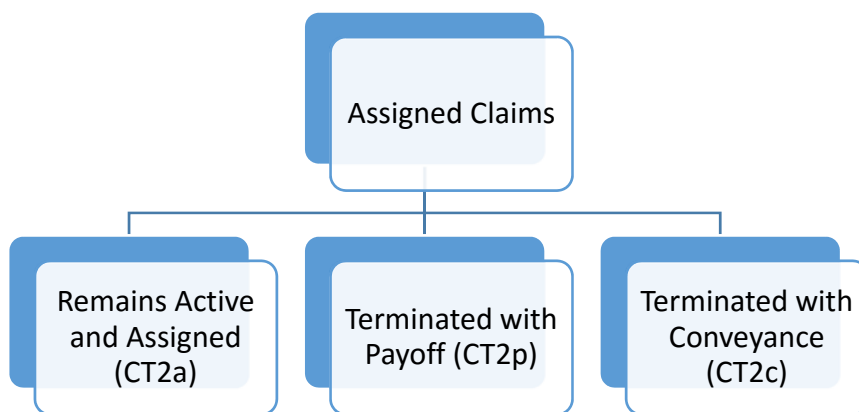 Assigned Claims
Remains Active
and Assigned
(CT2a)
Terminated with
Payoff (CT2p)
Terminated with
Conveyance
(CT2c)